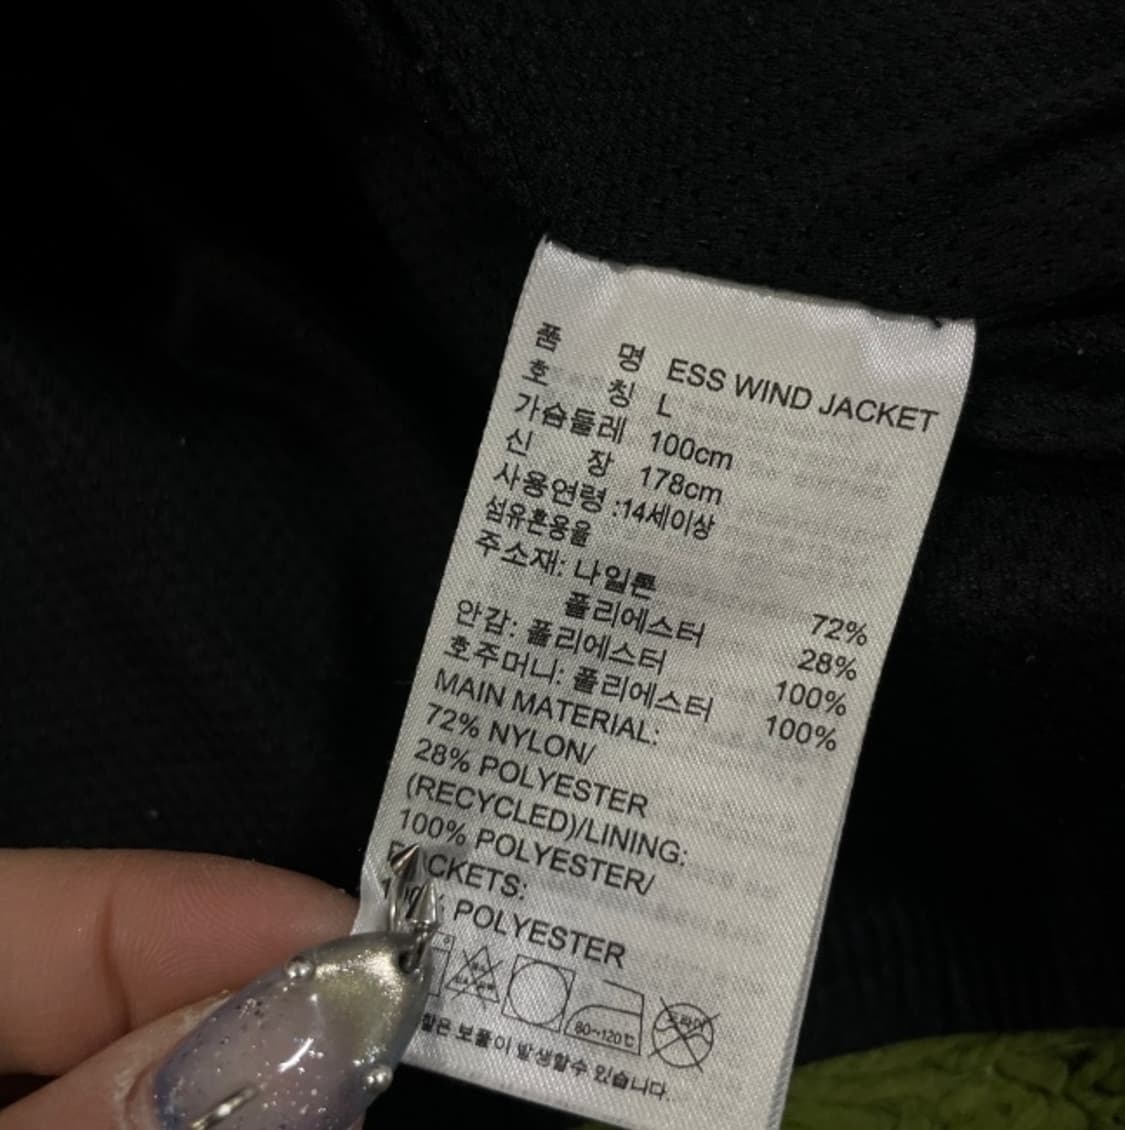 품 명 ESS WIND JACKET
호 칭 L
가슴둘레 100cm
신 장 178cm
사용연령 :14세이상
섬유혼용율
주소재: 나일론 72%
폴리에스터 28%
안감: 폴리에스터 100%
호주머니: 폴리에스터 100%
MAIN MATERIAL:
72% NYLON/
28% POLYESTER
(RECYCLED)/LINING:
100% POLYESTER/
POLYESTER
80~120℃
드라이
보풀이 발생할수 있습니다.